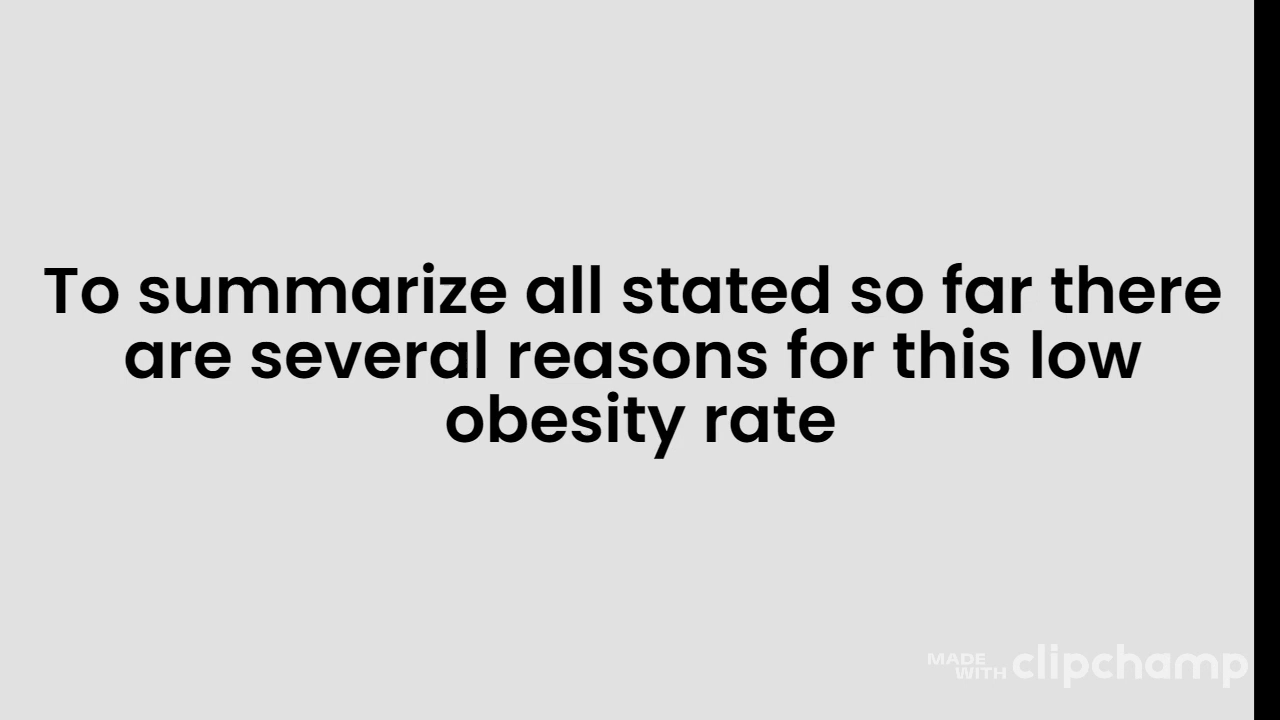 To summarize all stated so far there
are several reasons for this low
obesity rate
MADE
WITH clipchamp